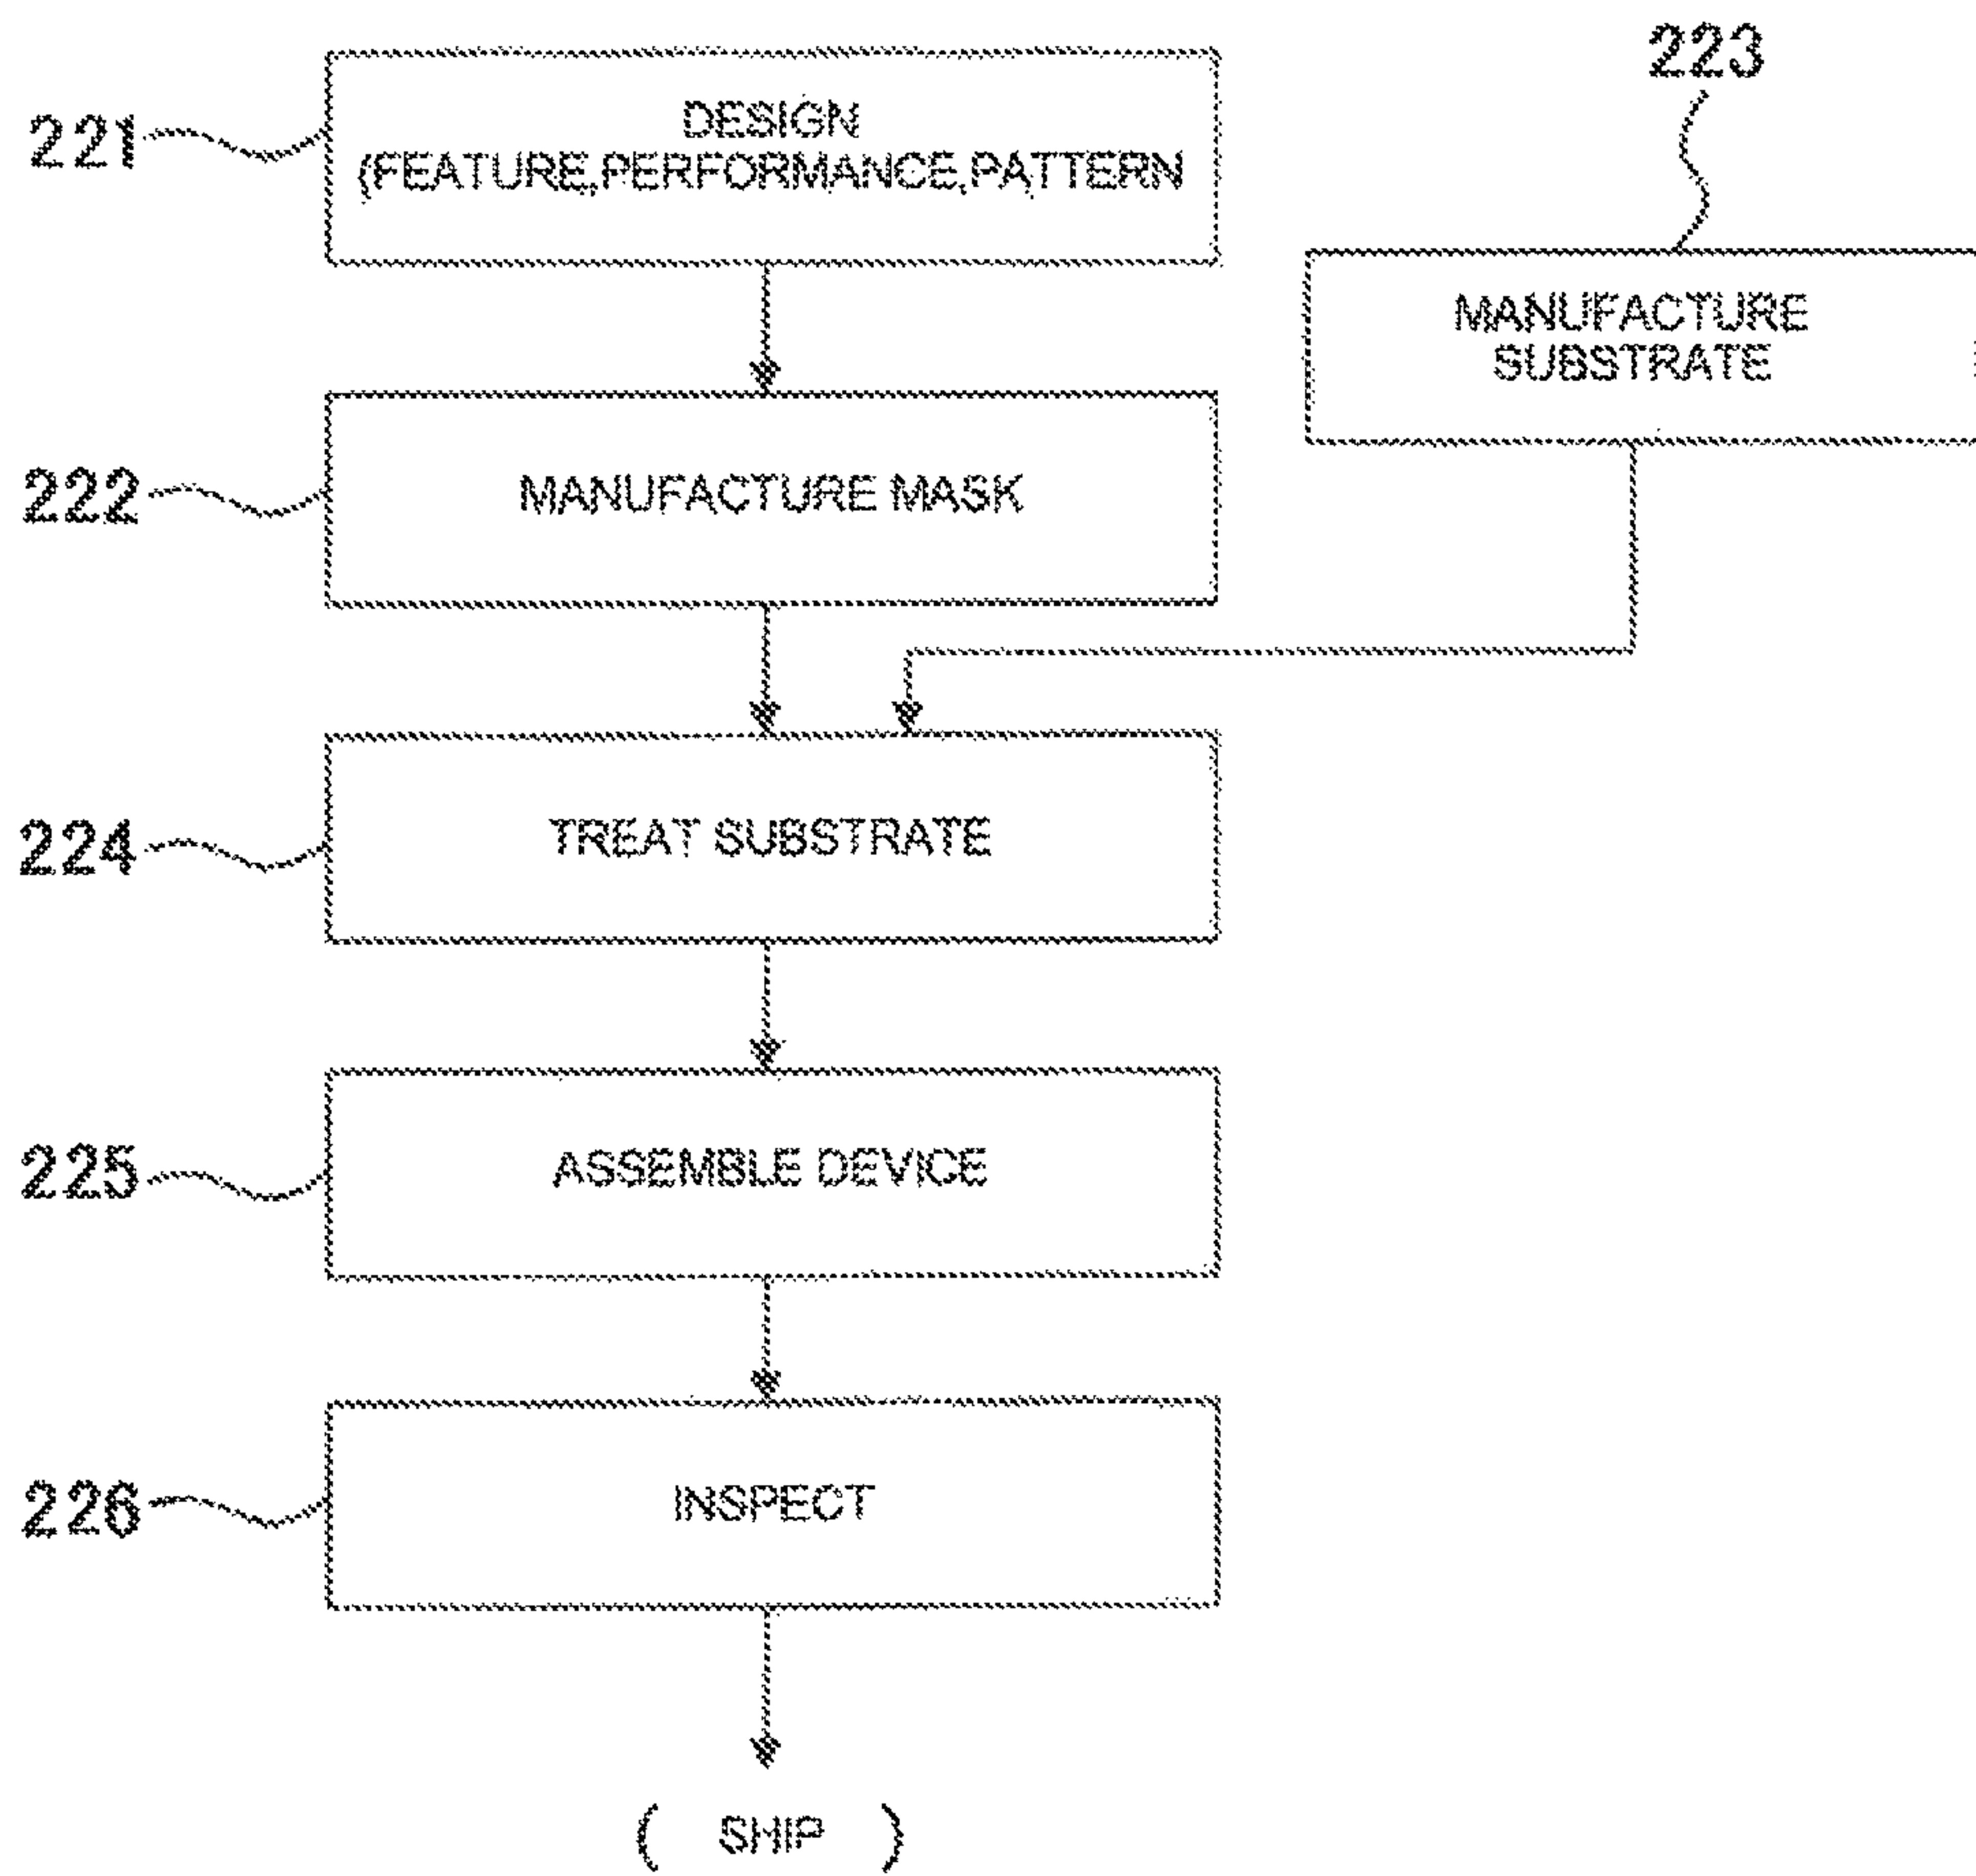 223
221
DESIGN
(FEATURE,PERFORMANCE,PATTERN
MANUFACTURE
SUBSTRATE
222
MANUFACTURE MASK
224
TREAT SUBSTRATE
225
ASSEMBLE DEVICE
226
INSPECT
( SHIP )